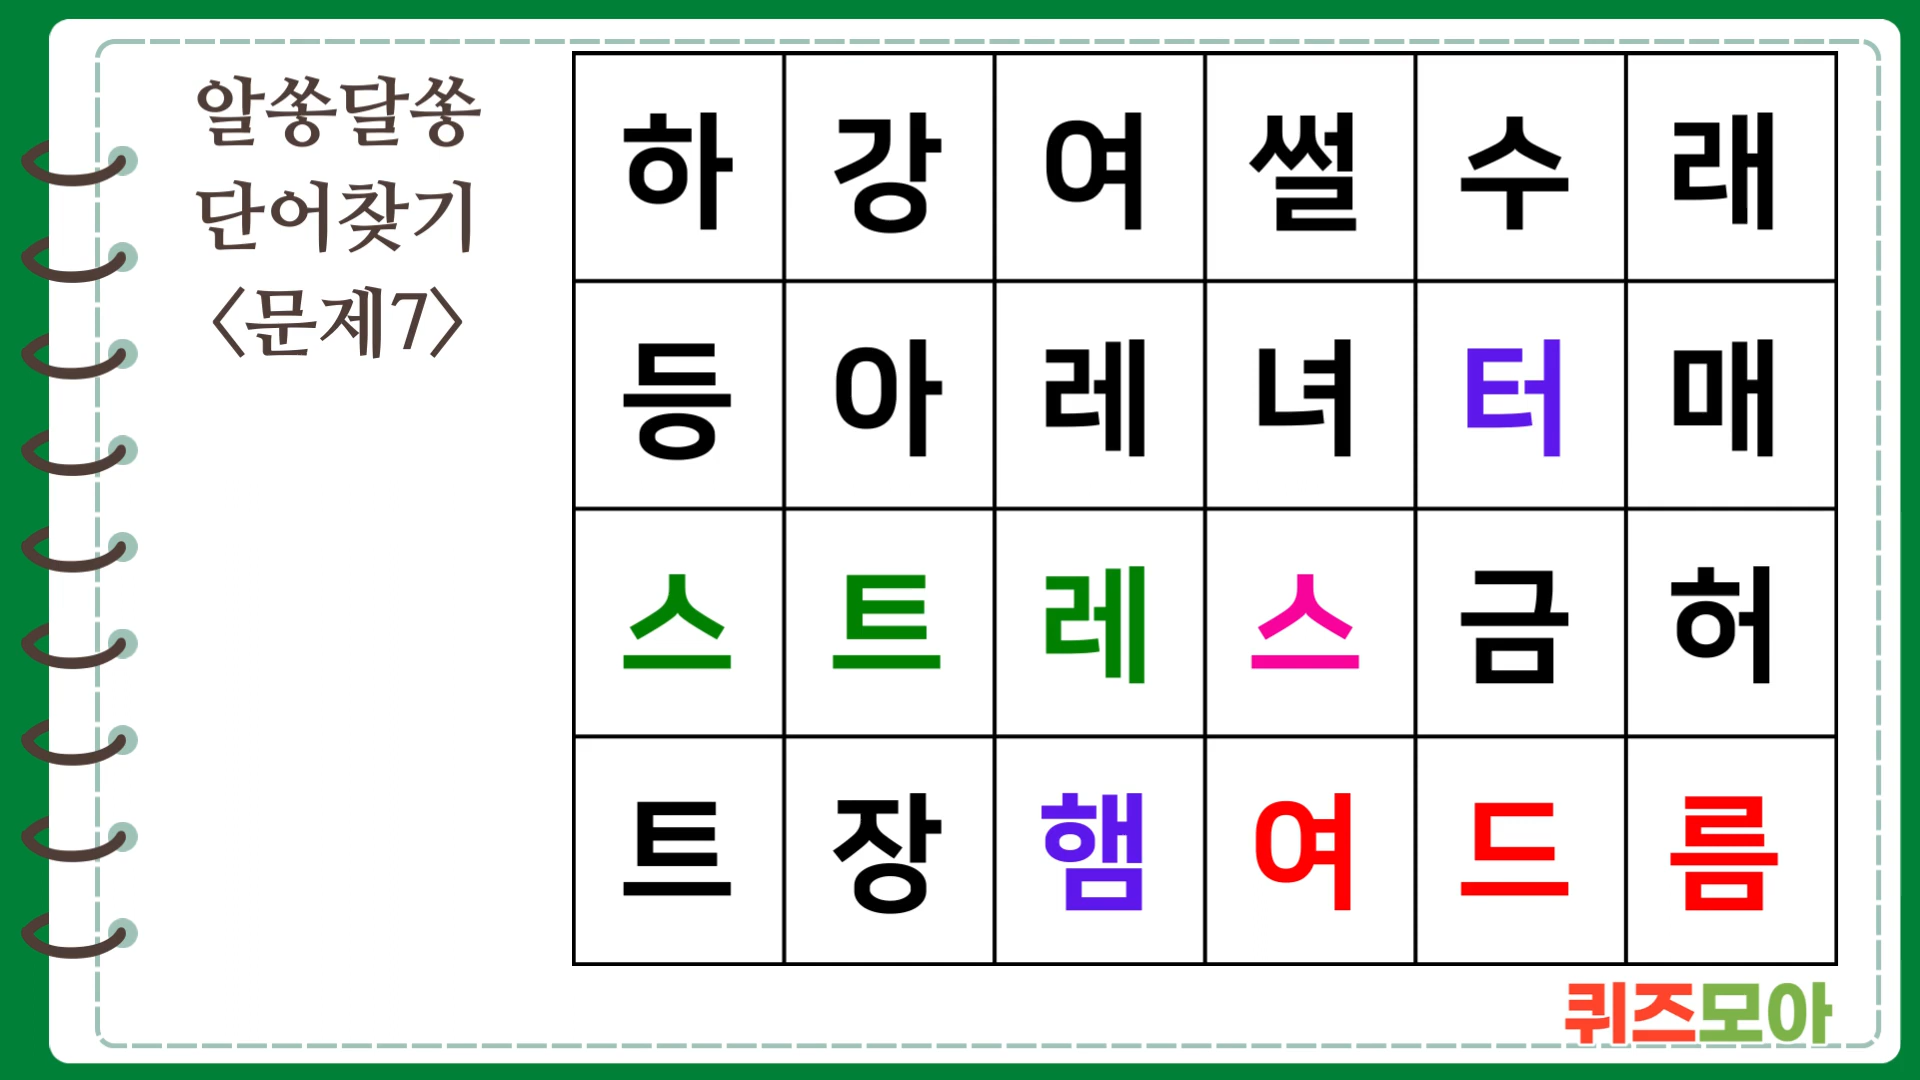 알쏭달쏭
단어찾기
<문제7>
하 강 여 썰 수 래
등 아 레 녀 터 매
스 트 레 스 금 허
트 장 햄 여 드 름
퀴즈모아